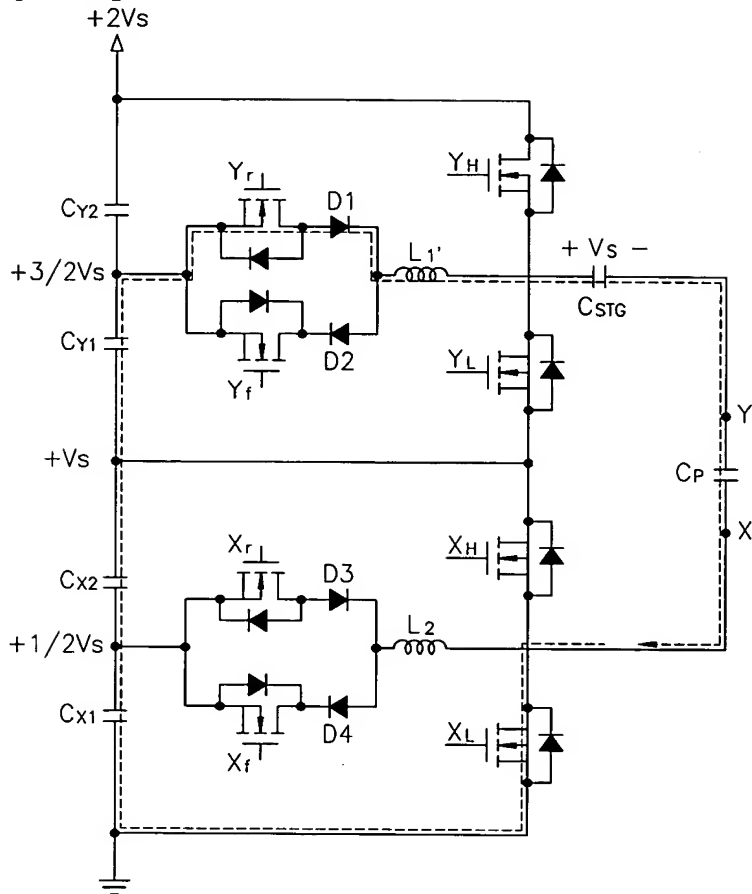 +2Vs
YH
Yr
D1
CY2
L1'
+ Vs −
+3/2Vs
CSTG
CY1
D2
YL
Yf
Y
+Vs
CP
Xr
XH
X
D3
CX2
L2
+1/2Vs
CX1
D4
XL
Xf